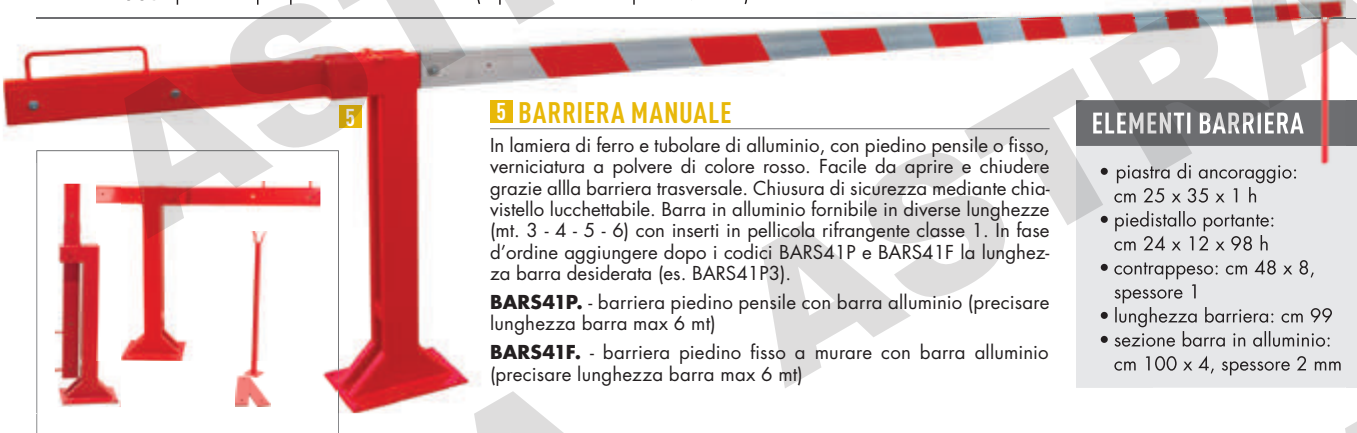 5
5 BARRIERA MANUALE
In lamiera di ferro e tubolare di alluminio, con piedino pensile o fisso,
verniciatura a polvere di colore rosso. Facile da aprire e chiudere
grazie allla barriera trasversale. Chiusura di sicurezza mediante chia-
vistello lucchettabile. Barra in alluminio fornibile in diverse lunghezze
(mt. 3 - 4 - 5 - 6) con inserti in pellicola rifrangente classe 1. In fase
d'ordine aggiungere dopo i codici BARS41P e BARS41F la lunghez-
za barra desiderata (es. BARS41P3).
BARS41P. - barriera piedino pensile con barra alluminio (precisare
lunghezza barra max 6 mt)
BARS41F. - barriera piedino fisso a murare con barra alluminio
(precisare lunghezza barra max 6 mt)
ELEMENTI BARRIERA
• piastra di ancoraggio:
cm 25 x 35 x 1 h
• piedistallo portante:
cm 24 x 12 x 98 h
• contrappeso: cm 48 x 8,
spessore 1
• lunghezza barriera: cm 99
• sezione barra in alluminio:
cm 100 x 4, spessore 2 mm